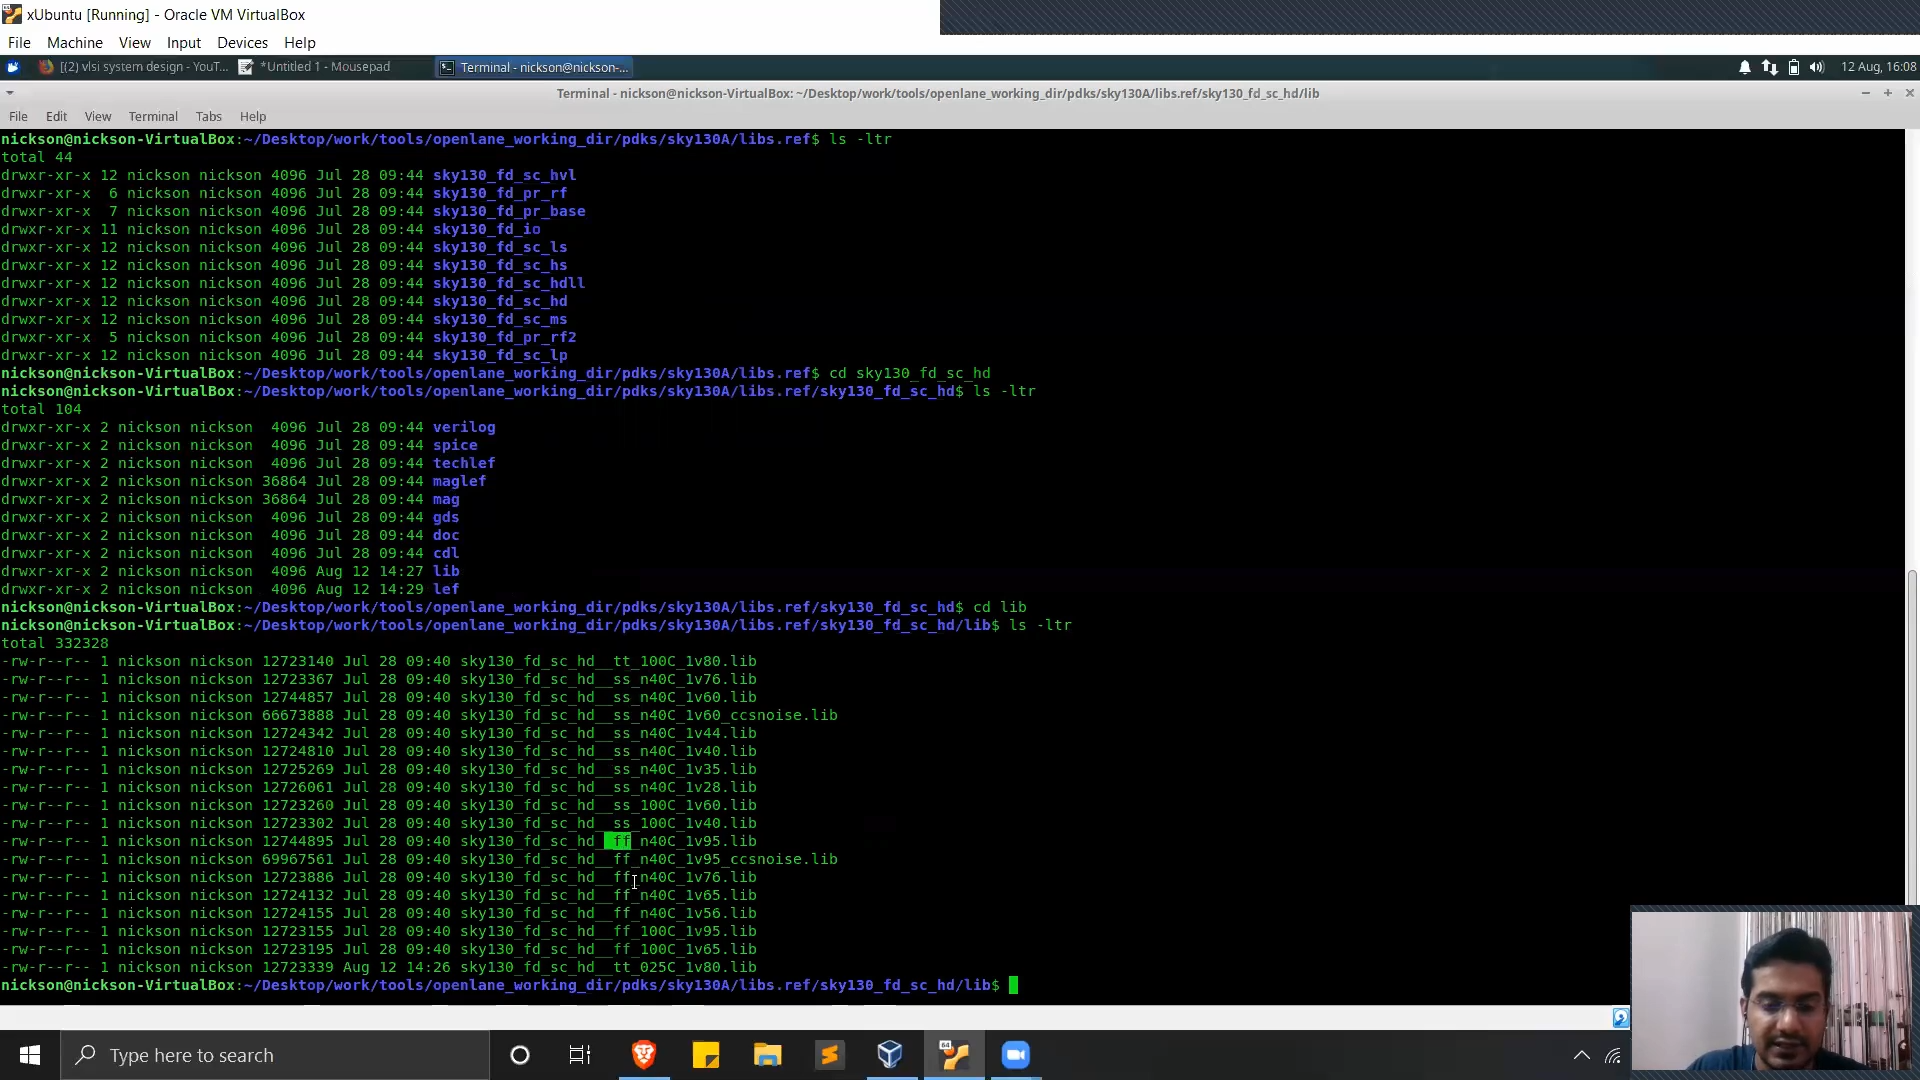 xUbuntu [Running] - Oracle VM VirtualBox
File Machine View Input Devices Help
[(2) vlsi system design - YouT... *Untitled 1 - Mousepad Terminal - nickson@nickson-... 12 Aug, 16:08
Terminal - nickson@nickson-VirtualBox: ~/Desktop/work/tools/openlane_working_dir/pdks/sky130A/libs.ref/sky130_fd_sc_hd/lib
File Edit View Terminal Tabs Help
nickson@nickson-VirtualBox:~/Desktop/work/tools/openlane_working_dir/pdks/sky130A/libs.ref$ ls -ltr
total 44
drwxr-xr-x 12 nickson nickson 4096 Jul 28 09:44 sky130_fd_sc_hvl
drwxr-xr-x  6 nickson nickson 4096 Jul 28 09:44 sky130_fd_pr_rf
drwxr-xr-x  7 nickson nickson 4096 Jul 28 09:44 sky130_fd_pr_base
drwxr-xr-x 11 nickson nickson 4096 Jul 28 09:44 sky130_fd_io
drwxr-xr-x 12 nickson nickson 4096 Jul 28 09:44 sky130_fd_sc_ls
drwxr-xr-x 12 nickson nickson 4096 Jul 28 09:44 sky130_fd_sc_hs
drwxr-xr-x 12 nickson nickson 4096 Jul 28 09:44 sky130_fd_sc_hdll
drwxr-xr-x 12 nickson nickson 4096 Jul 28 09:44 sky130_fd_sc_hd
drwxr-xr-x 12 nickson nickson 4096 Jul 28 09:44 sky130_fd_sc_ms
drwxr-xr-x  5 nickson nickson 4096 Jul 28 09:44 sky130_fd_pr_rf2
drwxr-xr-x 12 nickson nickson 4096 Jul 28 09:44 sky130_fd_sc_lp
nickson@nickson-VirtualBox:~/Desktop/work/tools/openlane_working_dir/pdks/sky130A/libs.ref$ cd sky130_fd_sc_hd
nickson@nickson-VirtualBox:~/Desktop/work/tools/openlane_working_dir/pdks/sky130A/libs.ref/sky130_fd_sc_hd$ ls -ltr
total 104
drwxr-xr-x 2 nickson nickson  4096 Jul 28 09:44 verilog
drwxr-xr-x 2 nickson nickson  4096 Jul 28 09:44 spice
drwxr-xr-x 2 nickson nickson  4096 Jul 28 09:44 techlef
drwxr-xr-x 2 nickson nickson 36864 Jul 28 09:44 maglef
drwxr-xr-x 2 nickson nickson 36864 Jul 28 09:44 mag
drwxr-xr-x 2 nickson nickson  4096 Jul 28 09:44 gds
drwxr-xr-x 2 nickson nickson  4096 Jul 28 09:44 doc
drwxr-xr-x 2 nickson nickson  4096 Jul 28 09:44 cdl
drwxr-xr-x 2 nickson nickson  4096 Aug 12 14:27 lib
drwxr-xr-x 2 nickson nickson  4096 Aug 12 14:29 lef
nickson@nickson-VirtualBox:~/Desktop/work/tools/openlane_working_dir/pdks/sky130A/libs.ref/sky130_fd_sc_hd$ cd lib
nickson@nickson-VirtualBox:~/Desktop/work/tools/openlane_working_dir/pdks/sky130A/libs.ref/sky130_fd_sc_hd/lib$ ls -ltr
total 332328
-rw-r--r-- 1 nickson nickson 12723140 Jul 28 09:40 sky130_fd_sc_hd__tt_100C_1v80.lib
-rw-r--r-- 1 nickson nickson 12723367 Jul 28 09:40 sky130_fd_sc_hd__ss_n40C_1v76.lib
-rw-r--r-- 1 nickson nickson 12744857 Jul 28 09:40 sky130_fd_sc_hd__ss_n40C_1v60.lib
-rw-r--r-- 1 nickson nickson 66673888 Jul 28 09:40 sky130_fd_sc_hd__ss_n40C_1v60_ccsnoise.lib
-rw-r--r-- 1 nickson nickson 12724342 Jul 28 09:40 sky130_fd_sc_hd__ss_n40C_1v44.lib
-rw-r--r-- 1 nickson nickson 12724810 Jul 28 09:40 sky130_fd_sc_hd__ss_n40C_1v40.lib
-rw-r--r-- 1 nickson nickson 12725269 Jul 28 09:40 sky130_fd_sc_hd__ss_n40C_1v35.lib
-rw-r--r-- 1 nickson nickson 12726061 Jul 28 09:40 sky130_fd_sc_hd__ss_n40C_1v28.lib
-rw-r--r-- 1 nickson nickson 12723260 Jul 28 09:40 sky130_fd_sc_hd__ss_100C_1v60.lib
-rw-r--r-- 1 nickson nickson 12723302 Jul 28 09:40 sky130_fd_sc_hd__ss_100C_1v40.lib
-rw-r--r-- 1 nickson nickson 12744895 Jul 28 09:40 sky130_fd_sc_hd__ff_n40C_1v95.lib
-rw-r--r-- 1 nickson nickson 69967561 Jul 28 09:40 sky130_fd_sc_hd__ff_n40C_1v95_ccsnoise.lib
-rw-r--r-- 1 nickson nickson 12723886 Jul 28 09:40 sky130_fd_sc_hd__ff_n40C_1v76.lib
-rw-r--r-- 1 nickson nickson 12724132 Jul 28 09:40 sky130_fd_sc_hd__ff_n40C_1v65.lib
-rw-r--r-- 1 nickson nickson 12724155 Jul 28 09:40 sky130_fd_sc_hd__ff_n40C_1v56.lib
-rw-r--r-- 1 nickson nickson 12723155 Jul 28 09:40 sky130_fd_sc_hd__ff_100C_1v95.lib
-rw-r--r-- 1 nickson nickson 12723195 Jul 28 09:40 sky130_fd_sc_hd__ff_100C_1v65.lib
-rw-r--r-- 1 nickson nickson 12723339 Aug 12 14:26 sky130_fd_sc_hd__tt_025C_1v80.lib
nickson@nickson-VirtualBox:~/Desktop/work/tools/openlane_working_dir/pdks/sky130A/libs.ref/sky130_fd_sc_hd/lib$
Type here to search
64